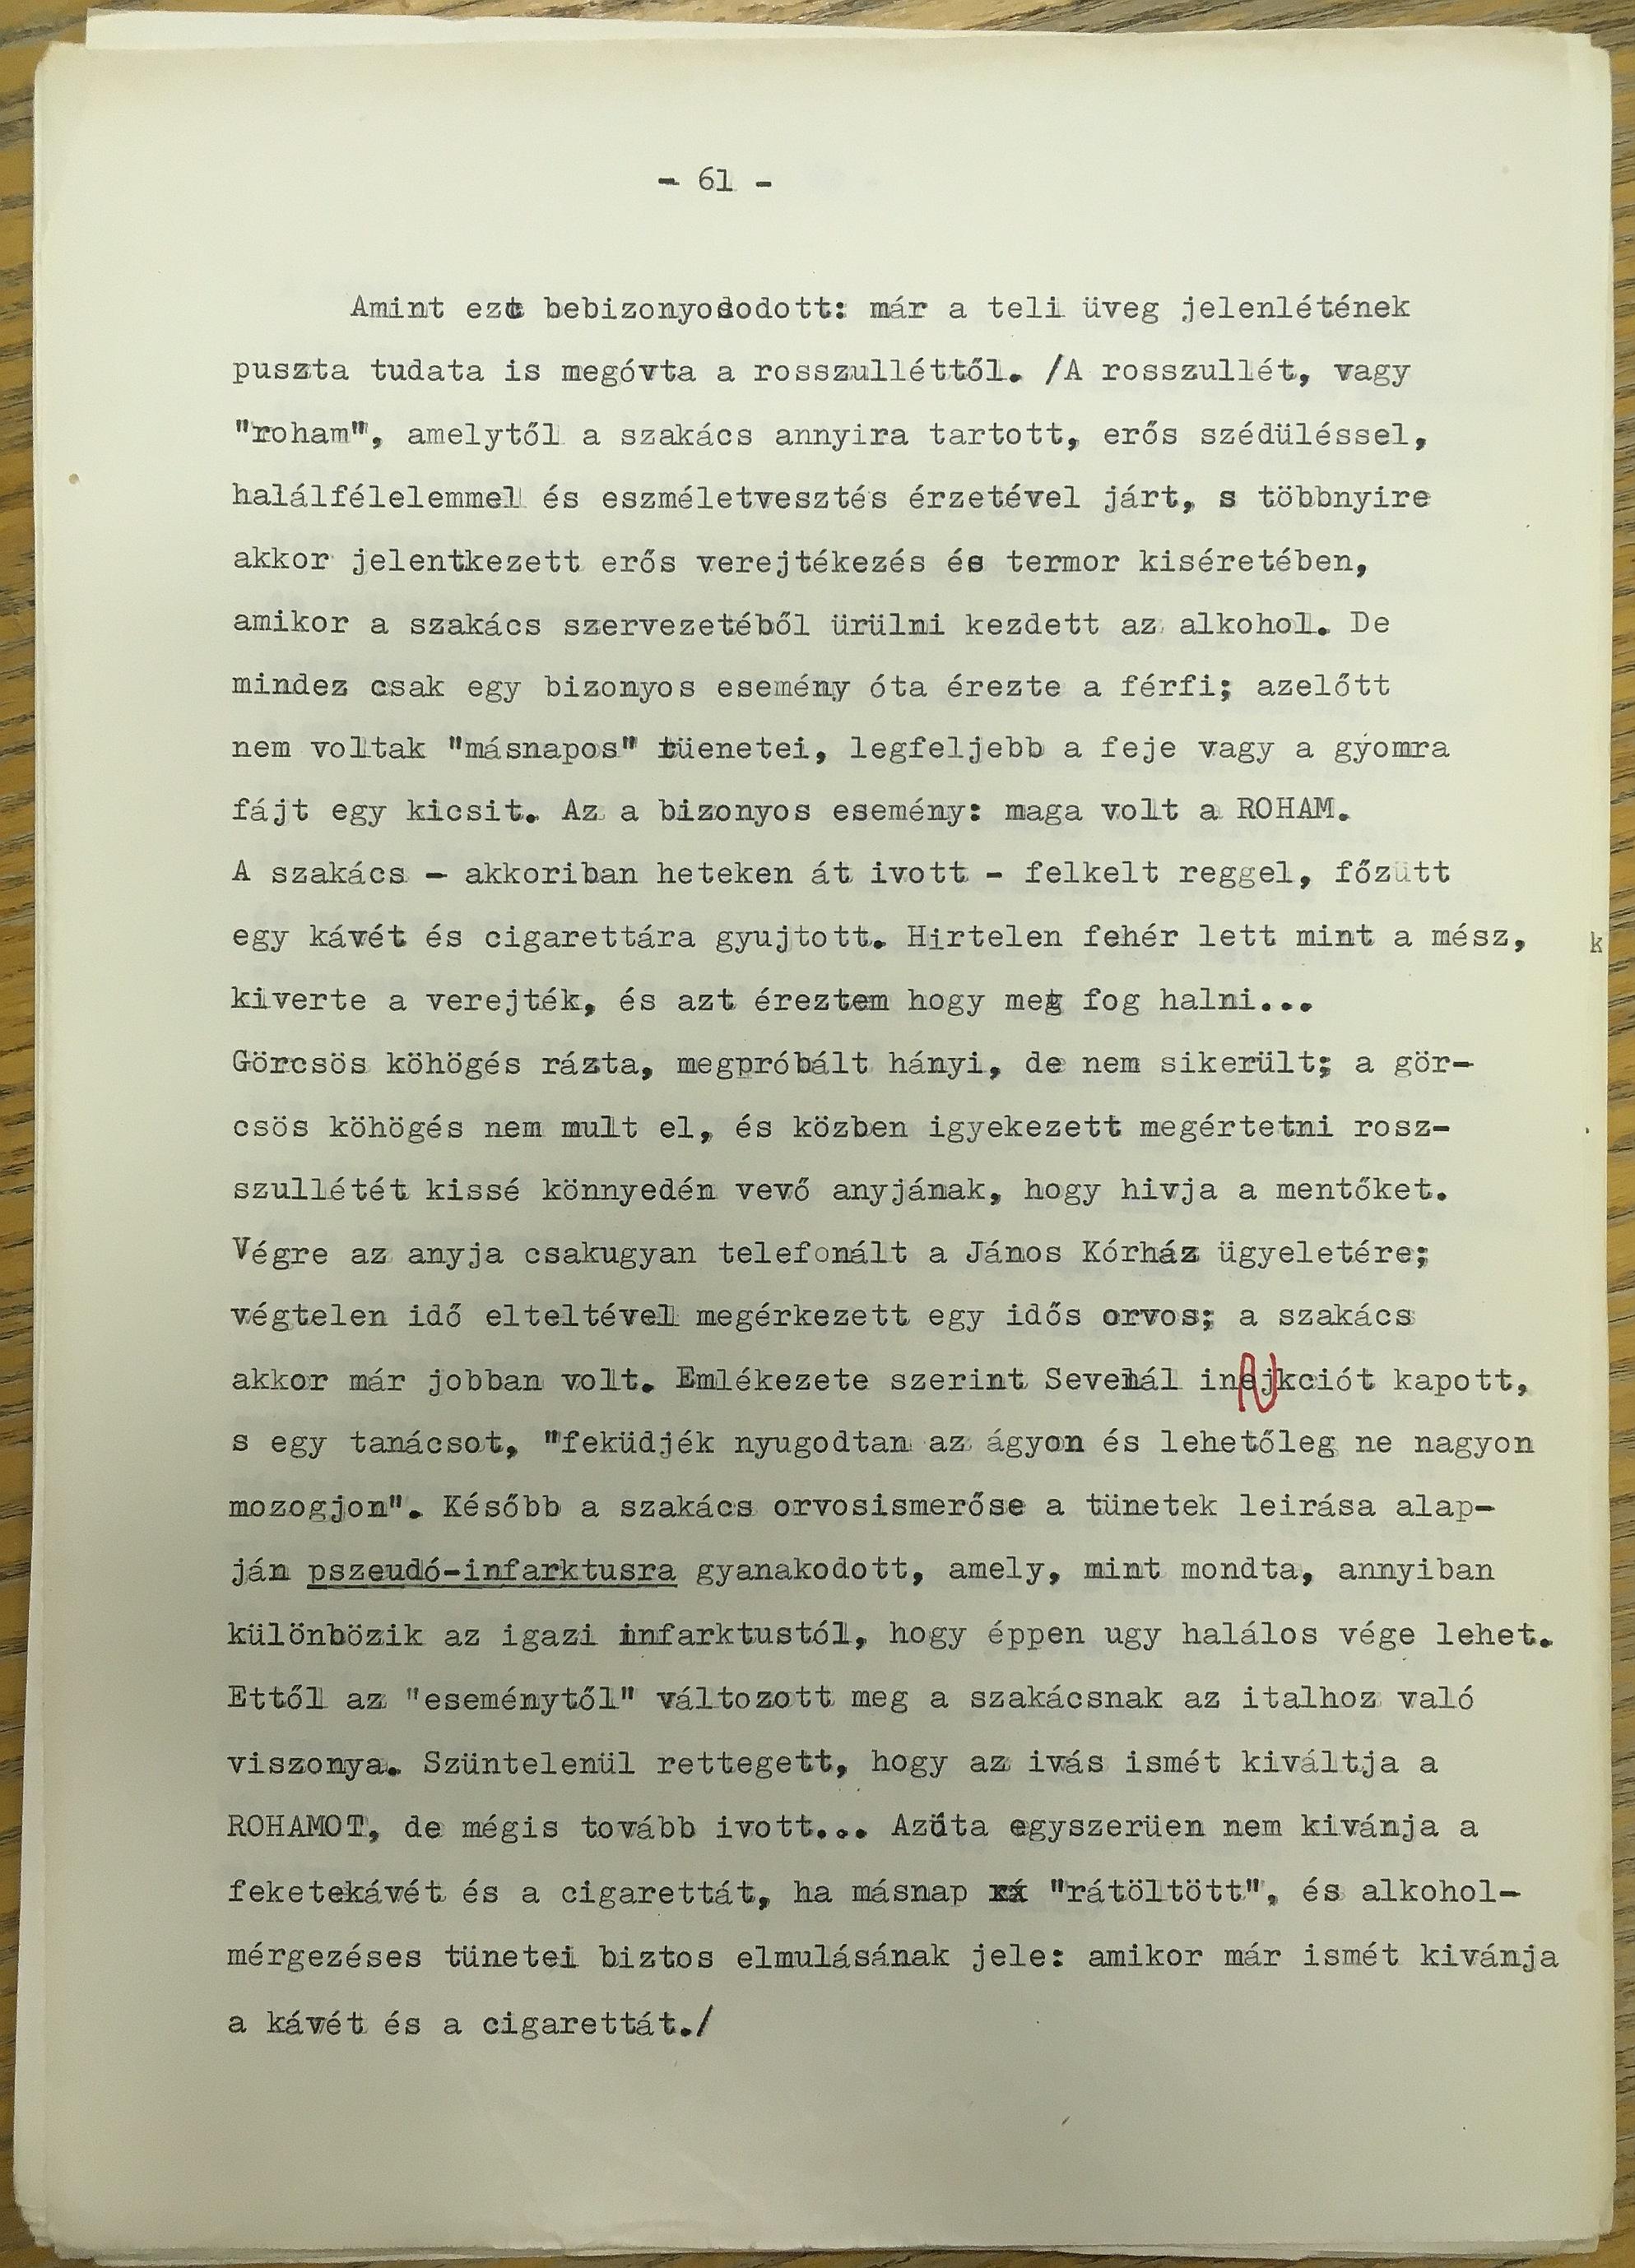 - 61 -
Amint ezt bebizonyosodott: már a teli üveg jelenlétének
puszta tudata is megóvta a rosszulléttől. /A rosszullét, vagy
"roham", amelytől a szakács annyira tartott, erős szédüléssel,
halálfélelemmel és eszméletvesztés érzetével járt, s többnyire
akkor jelentkezett erős verejtékezés és termor kiséretében,
amikor a szakács szervezetéből ürülni kezdett az alkohol. De
mindez csak egy bizonyos esemény óta érezte a férfi; azelőtt
nem voltak "másnapos" tüenetei, legfeljebb a feje vagy a gyomra
fájt egy kicsit. Az a bizonyos esemény: maga volt a ROHAM.
A szakács - akkoriban heteken át ivott - felkelt reggel, főzütt
egy kávét és cigarettára gyujtott. Hirtelen fehér lett mint a mész, k
kiverte a verejték, és azt éreztem hogy meg fog halni...
Görcsös köhögés rázta, megpróbált hányi, de nem sikerült; a gör-
csös köhögés nem mult el, és közben igyekezett megértetni rosz-
szullétét kissé könnyedén vevő anyjának, hogy hivja a mentőket.
Végre az anyja csakugyan telefonált a János Kórház ügyeletére;
végtelen idő elteltével megérkezett egy idős orvos; a szakács
akkor már jobban volt. Emlékezete szerint Sevenál inejkciót kapott,
s egy tanácsot, "feküdjék nyugodtan az ágyon és lehetőleg ne nagyon
mozogjon". Később a szakács orvosismerőse a tünetek leirása alap-
ján pszeudó-infarktusra gyanakodott, amely, mint mondta, annyiban
különbözik az igazi infarktustól, hogy éppen ugy halálos vége lehet.
Ettől az "eseménytől" változott meg a szakácsnak az italhoz való
viszonya. Szüntelenül rettegett, hogy az ivás ismét kiváltja a
ROHAMOT, de mégis tovább ivott... Azóta egyszerüen nem kivánja a
feketekávét és a cigarettát, ha másnap "rátöltött", és alkohol-
mérgezéses tünetei biztos elmulásának jele: amikor már ismét kivánja
a kávét és a cigarettát./